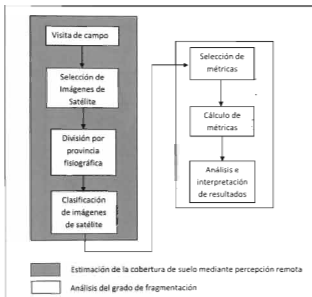 Visita de campo
Selección de
Imágenes de
Satélite
División por
provincia
fisiográfica
Clasificación
de imágenes
de satélite
Selección de
métricas
Cálculo de
métricas
Análisis e
interpretación
de resultados
Estimación de la cobertura de suelo mediante percepción remota
Análisis del grado de fragmentación